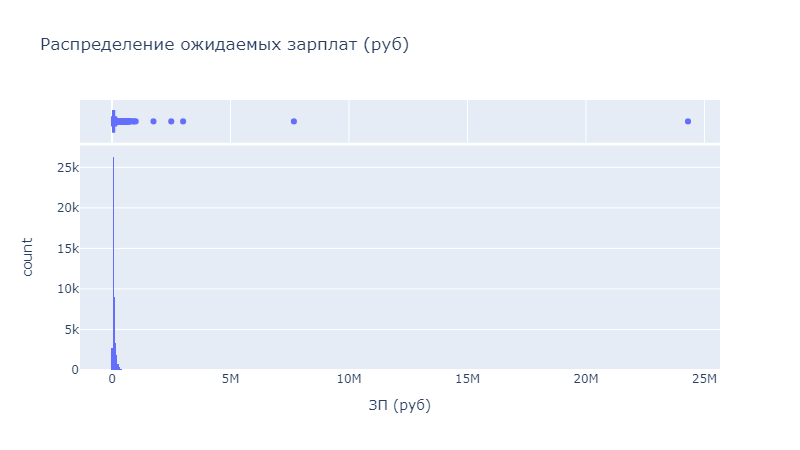 Распределение ожидаемых зарплат (руб)
25k
20k
15k
10k
5k
0
count
0 5M 10M 15M 20M 25M
ЗП (руб)